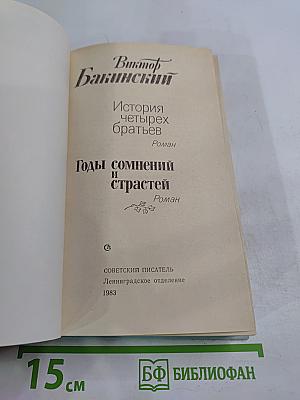 Виктор
Бакинский
История
четырех
братьев
Роман
Годы сомнений
и
страстей
Роман
СОВЕТСКИЙ ПИСАТЕЛЬ
Ленинградское отделение
1983
15 см
БФ БИБЛИОФАН